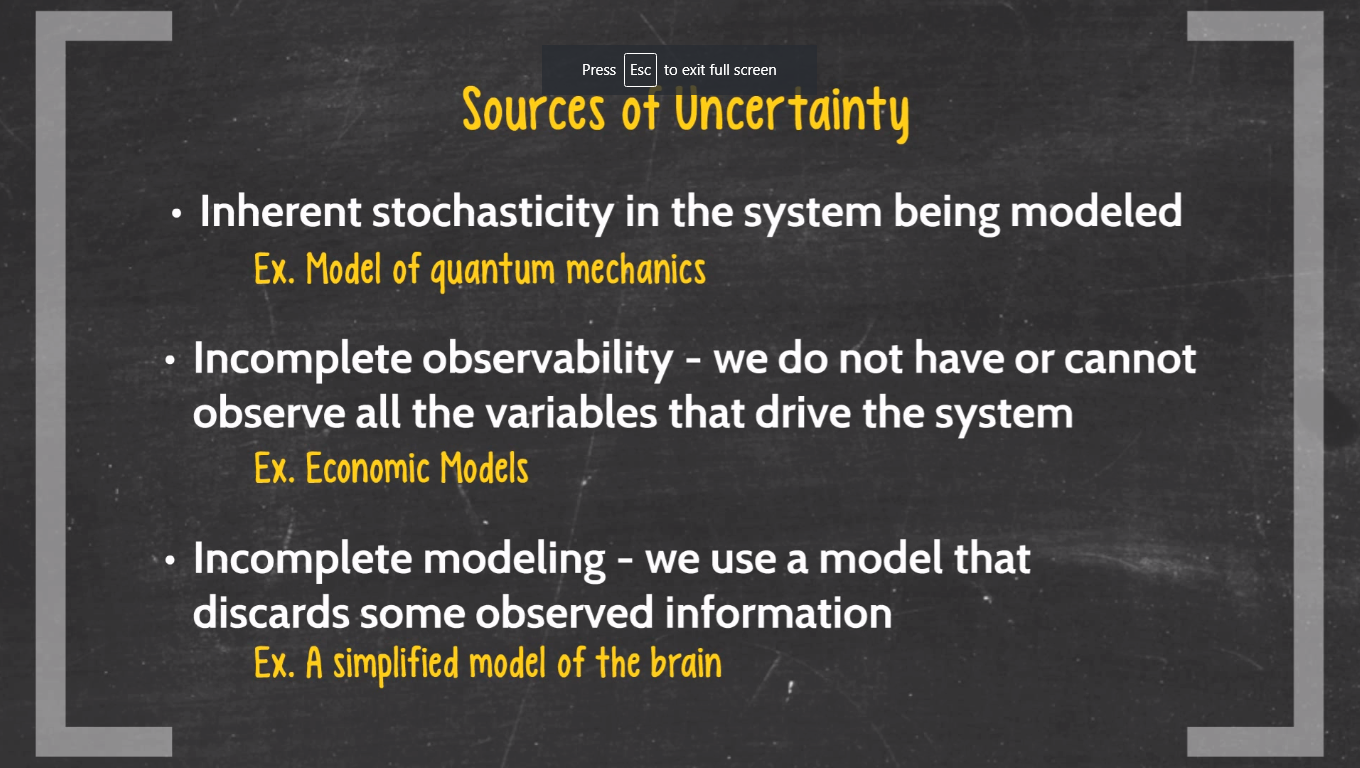 Press Esc to exit full screen
Sources of Uncertainty
• Inherent stochasticity in the system being modeled
Ex. Model of quantum mechanics
• Incomplete observability - we do not have or cannot
observe all the variables that drive the system
Ex. Economic Models
• Incomplete modeling - we use a model that
discards some observed information
Ex. A simplified model of the brain